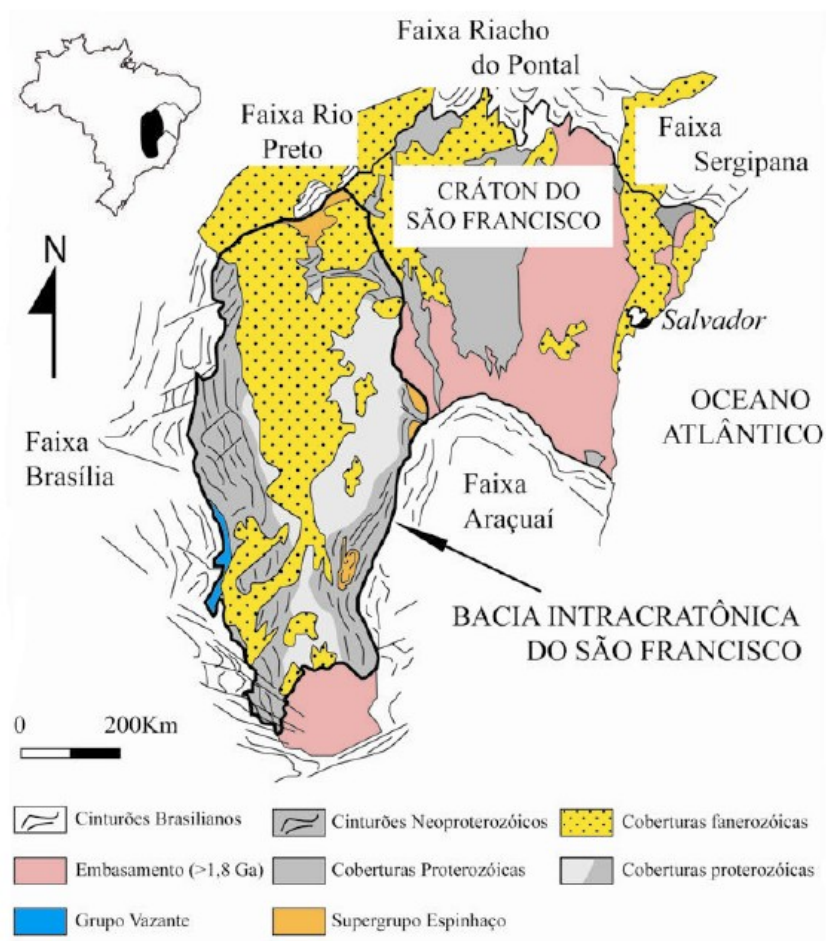 Faixa Riacho
do Pontal
Faixa Rio
Preto
Faixa
Sergipana
CRÁTON DO
SÃO FRANCISCO
N
Salvador
OCEANO
ATLÂNTICO
Faixa
Brasília
Faixa
Araçuaí
BACIA INTRACRATÔNICA
DO SÃO FRANCISCO
0 200Km
Cinturões Brasilianos
Cinturões Neoproterozóicos
Coberturas fanerozóicas
Embasamento (>1,8 Ga)
Coberturas Proterozóicas
Coberturas proterozóicas
Grupo Vazante
Supergrupo Espinhaço